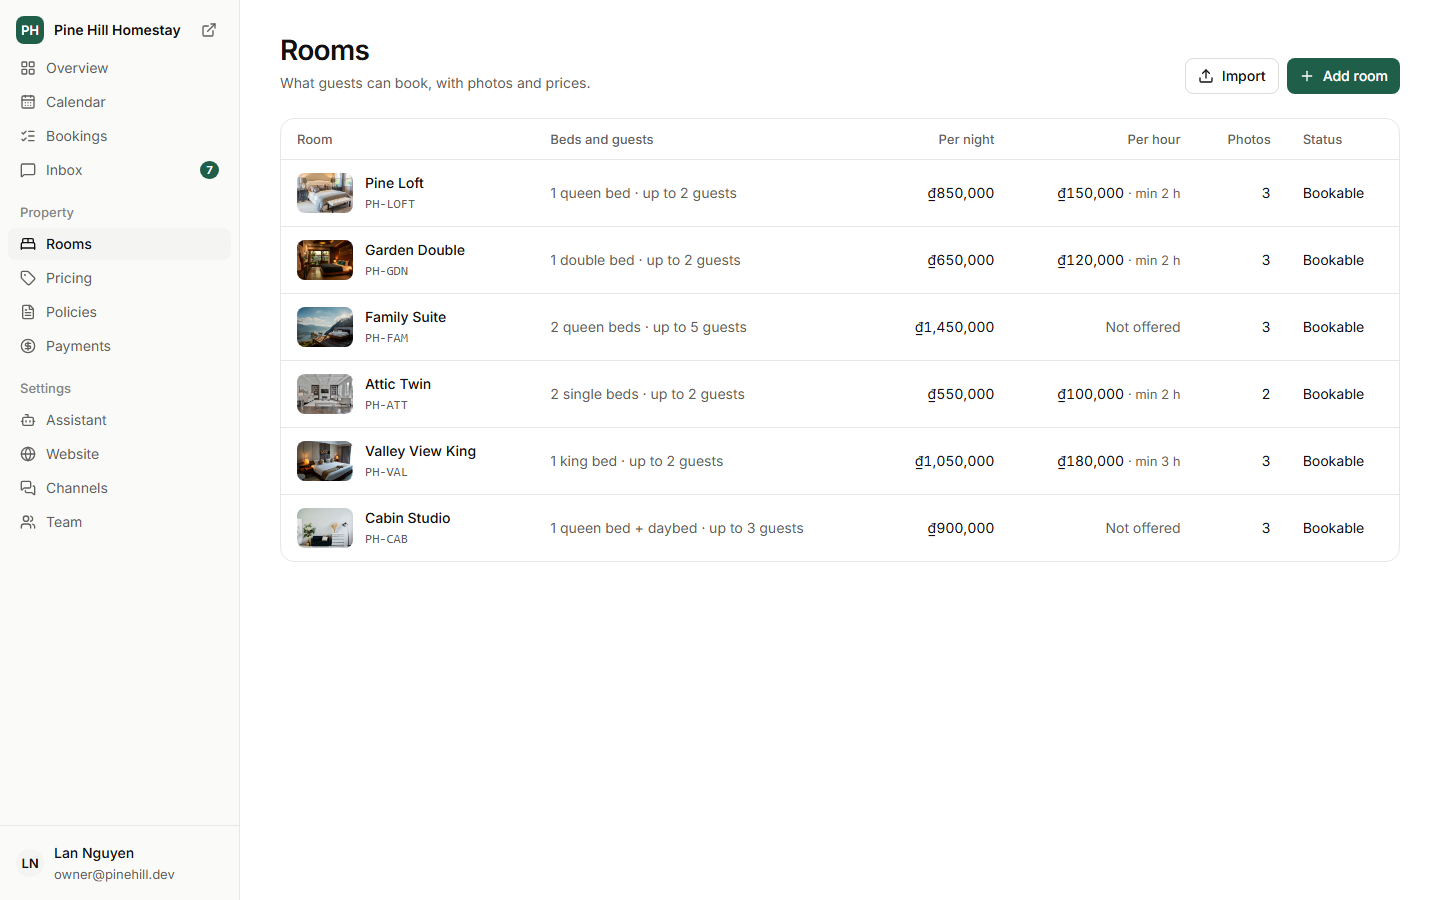 PH Pine Hill Homestay
Overview
Calendar
Bookings
Inbox 7
Property
Rooms
Pricing
Policies
Payments
Settings
Assistant
Website
Channels
Team
LN Lan Nguyen
owner@pinehill.dev
Rooms
What guests can book, with photos and prices.
Import
Add room
Room Beds and guests Per night Per hour Photos Status
Pine Loft
PH-LOFT
1 queen bed · up to 2 guests ₫850,000 ₫150,000 · min 2 h 3 Bookable
Garden Double
PH-GDN
1 double bed · up to 2 guests ₫650,000 ₫120,000 · min 2 h 3 Bookable
Family Suite
PH-FAM
2 queen beds · up to 5 guests ₫1,450,000 Not offered 3 Bookable
Attic Twin
PH-ATT
2 single beds · up to 2 guests ₫550,000 ₫100,000 · min 2 h 2 Bookable
Valley View King
PH-VAL
1 king bed · up to 2 guests ₫1,050,000 ₫180,000 · min 3 h 3 Bookable
Cabin Studio
PH-CAB
1 queen bed + daybed · up to 3 guests ₫900,000 Not offered 3 Bookable